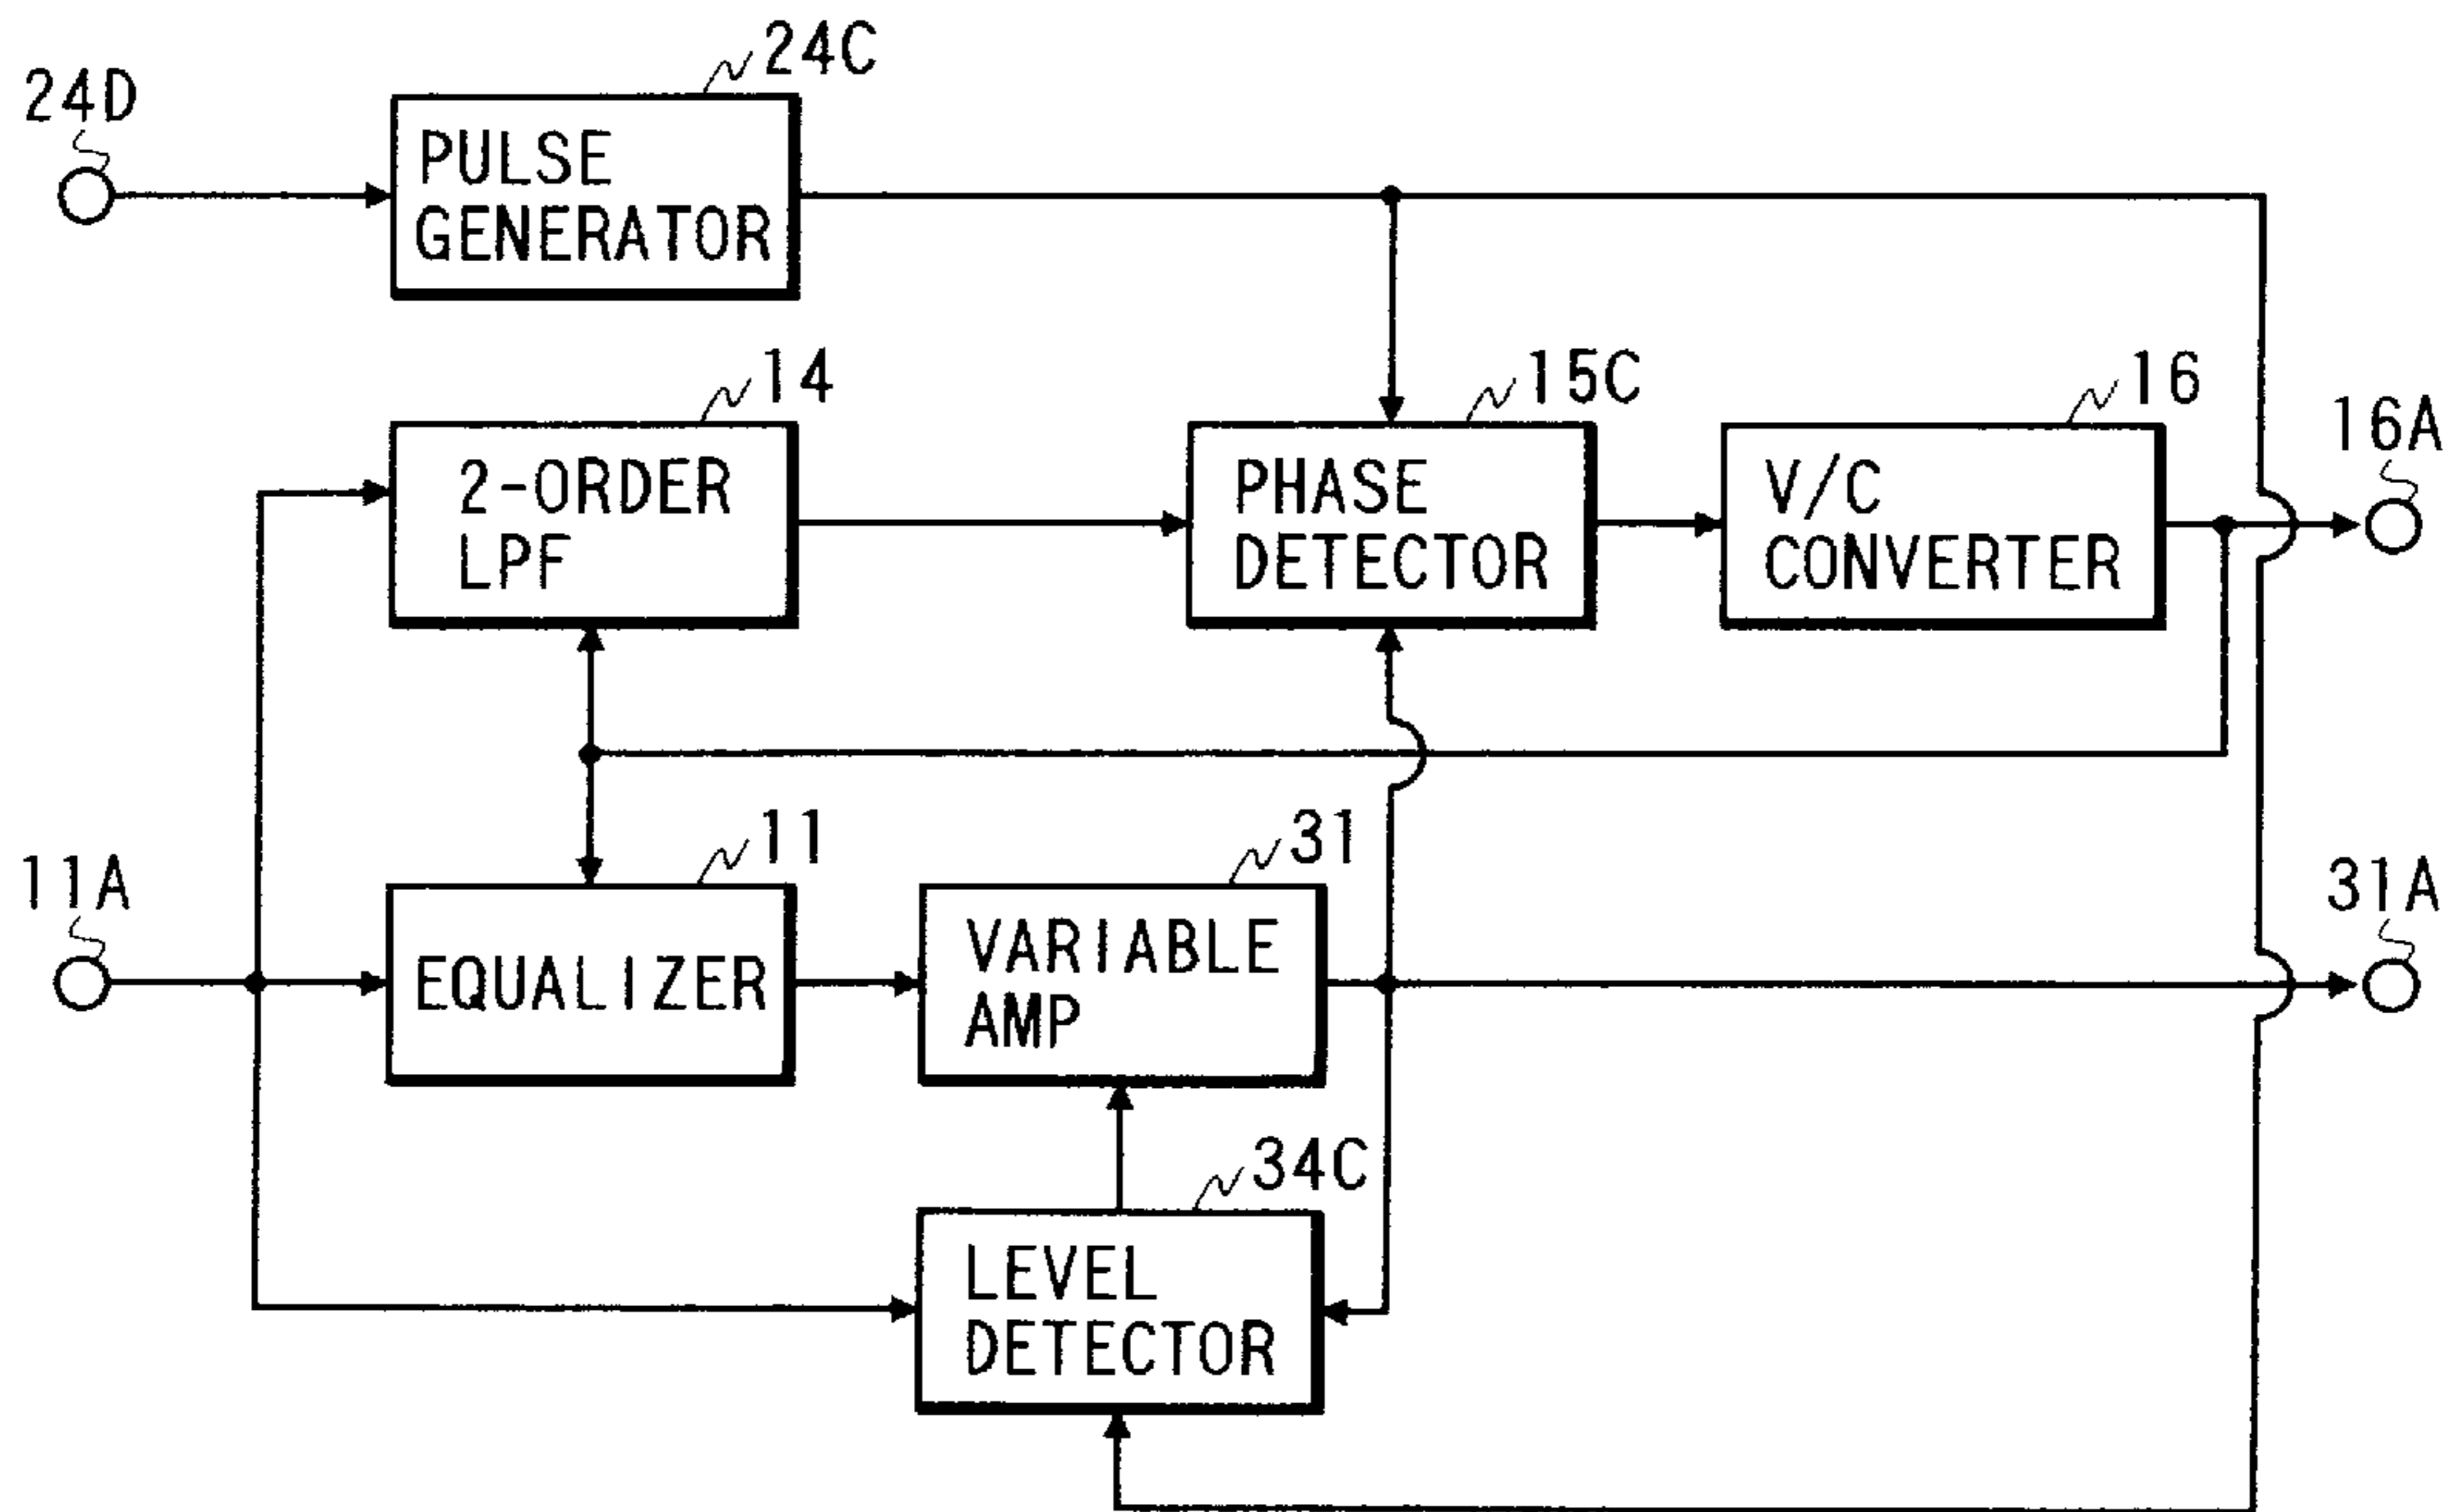 24C
24D
PULSE
GENERATOR
14
15C
16
16A
2-ORDER
LPF
PHASE
DETECTOR
V/C
CONVERTER
11
31
11A
31A
EQUALIZER
VARIABLE
AMP
34C
LEVEL
DETECTOR